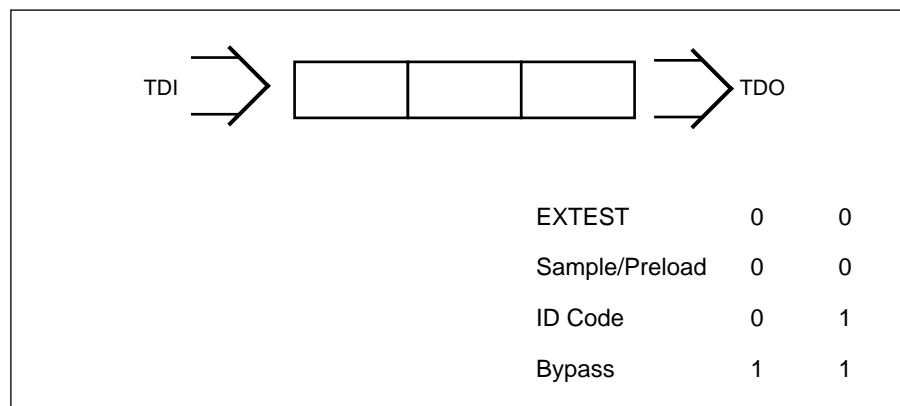 TDI TDO
EXTEST 0 0
Sample/Preload 0 0
ID Code 0 1
Bypass 1 1